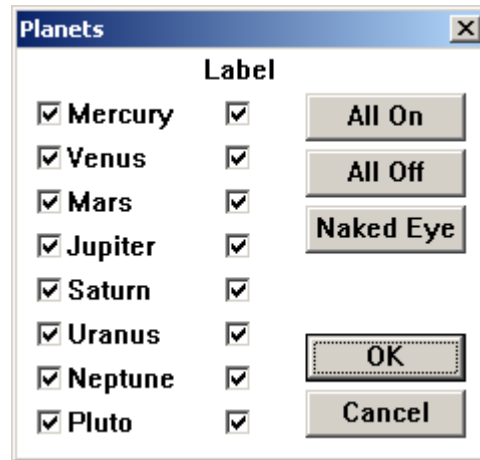 Planets
Label
Mercury
All On
Venus
All Off
Mars
Naked Eye
Jupiter
Saturn
Uranus
OK
Neptune
Cancel
Pluto